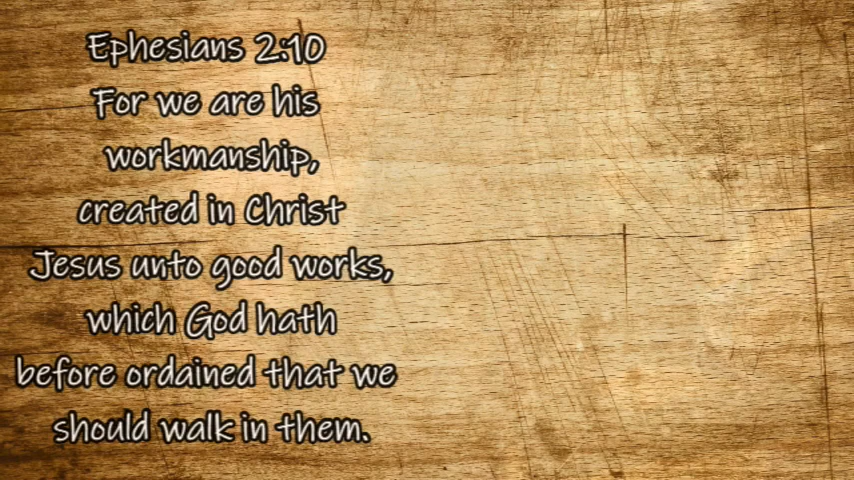 Ephesians 2:10
For we are his
workmanship,
created in Christ
Jesus unto good works,
which God hath
before ordained that we
should walk in them.